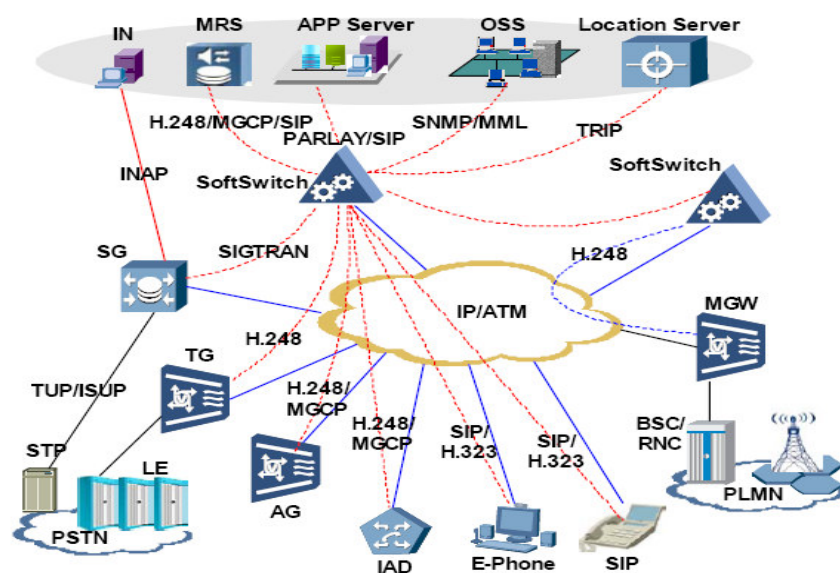 IN
MRS
APP Server
OSS
Location Server
H.248/MGCP/SIP
PARLAY/SIP
SNMP/MML
TRIP
SoftSwitch
SoftSwitch
INAP
SG
SIGTRAN
H.248
IP/ATM
MGW
TG
H.248
TUP/ISUP
H.248/
MGCP
H.248/
MGCP
SIP/
H.323
SIP/
H.323
BSC/
RNC
STP
LE
AG
PLMN
PSTN
IAD
E-Phone
SIP